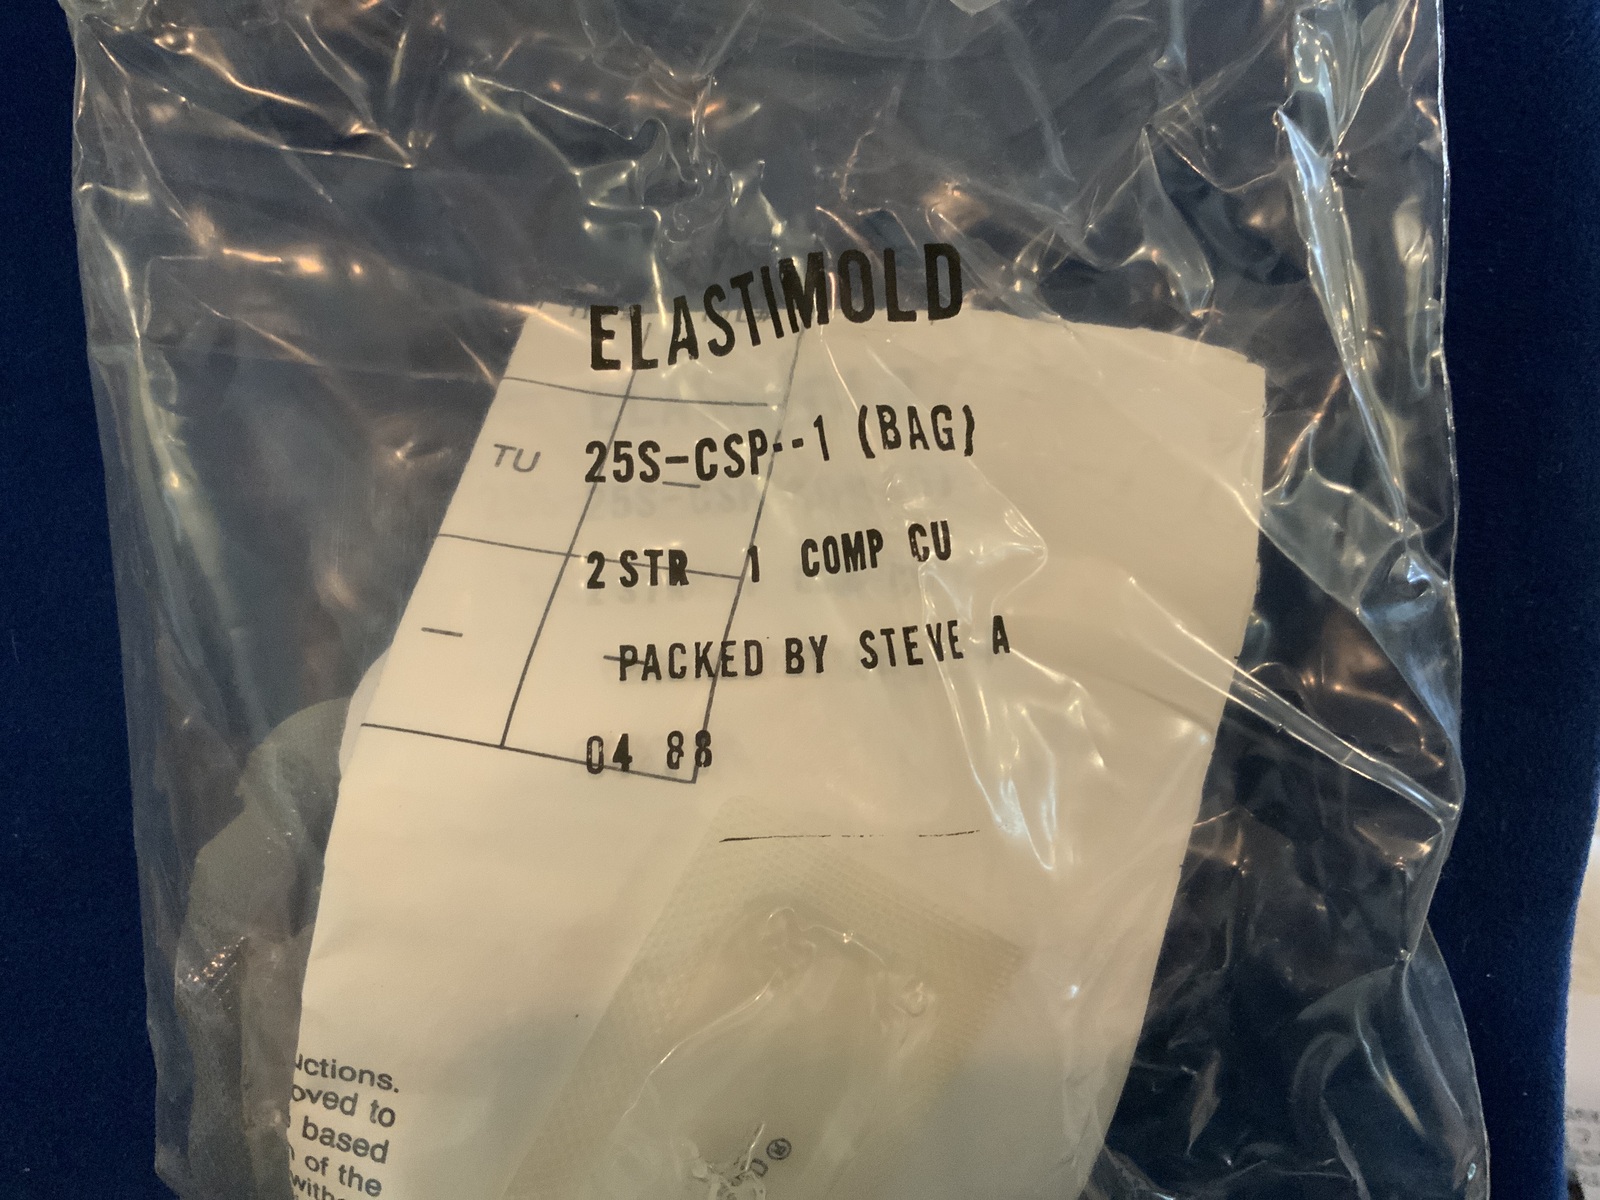 ELASTIMOLD
25S-CSP--1 (BAG)
TU
2 STR 1 COMP CU
PACKED BY STEVE A
04 88
uctions.
oved to
based
of the